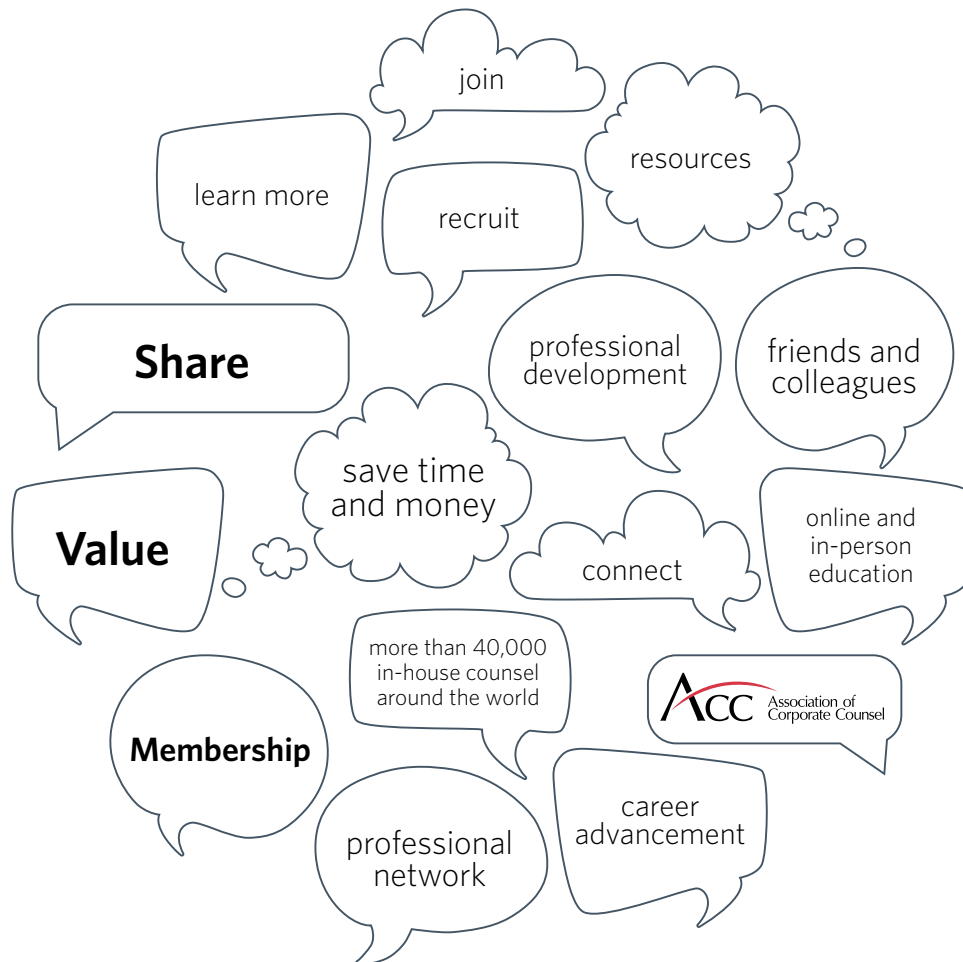 join
resources
learn more
recruit
Share
professional
development
friends and
colleagues
save time
and money
Value
connect
online and
in-person
education
more than 40,000
in-house counsel
around the world
ACC Association of
Corporate Counsel
Membership
career
advancement
professional
network